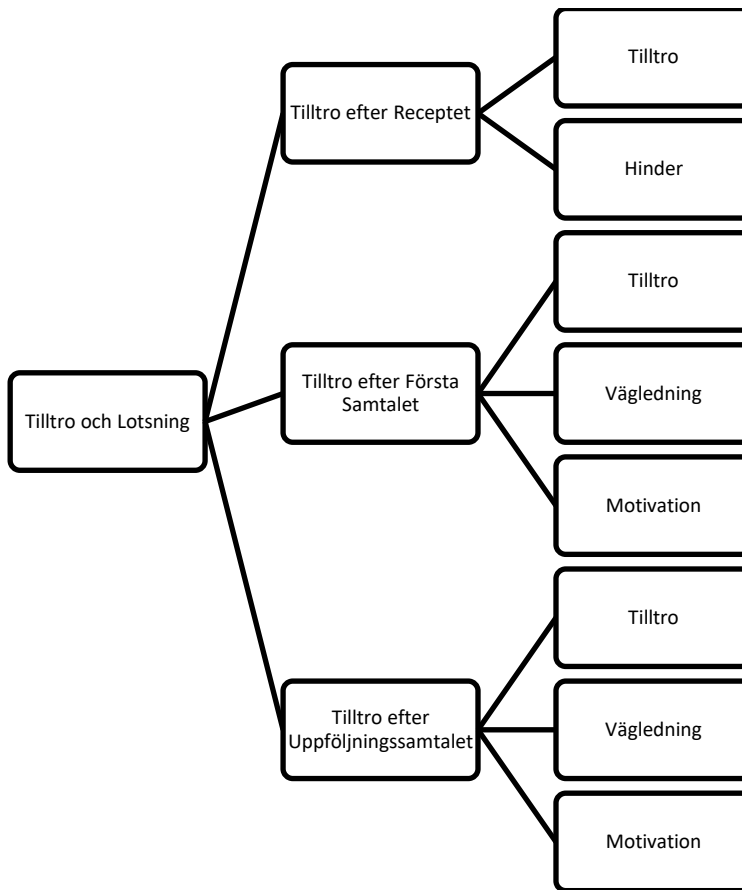 Tilltro och Lotsning
Tilltro efter Receptet
Tilltro
Hinder
Tilltro efter Första
Samtalet
Tilltro
Vägledning
Motivation
Tilltro efter
Uppföljningssamtalet
Tilltro
Vägledning
Motivation